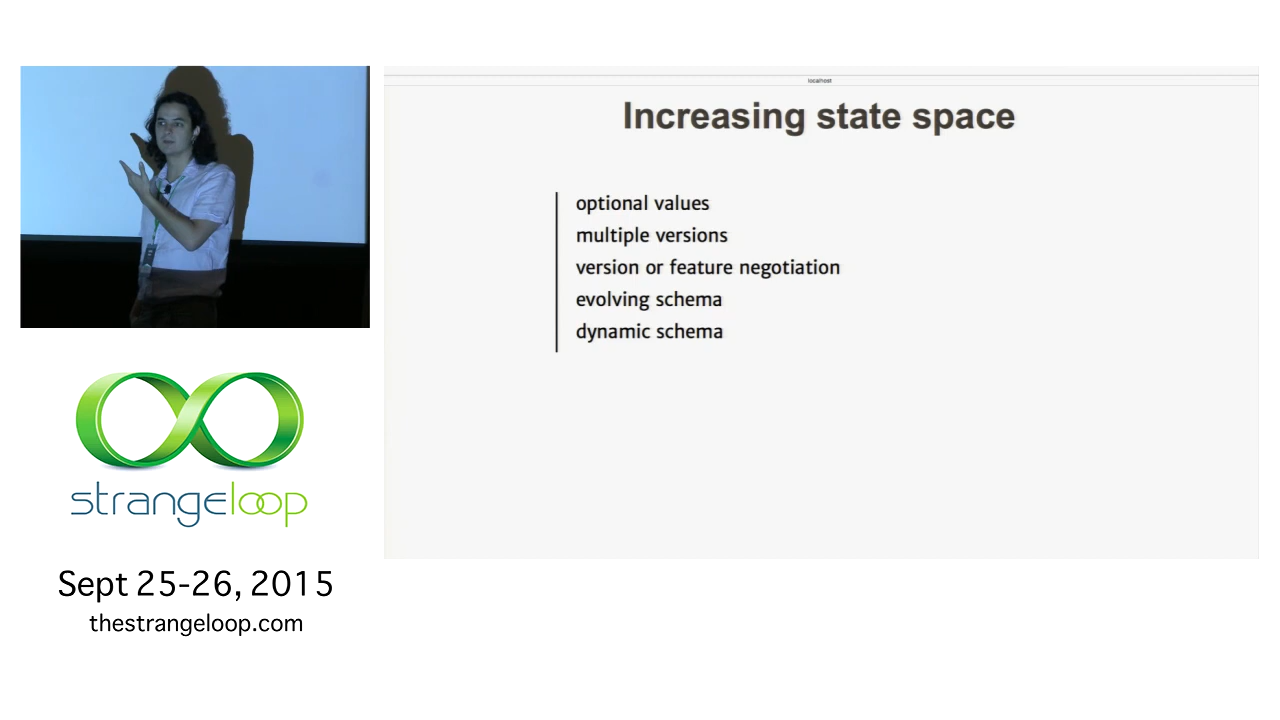 localhost
Increasing state space
optional values
multiple versions
version or feature negotiation
evolving schema
dynamic schema
strangeloop
Sept 25-26, 2015
thestrangeloop.com